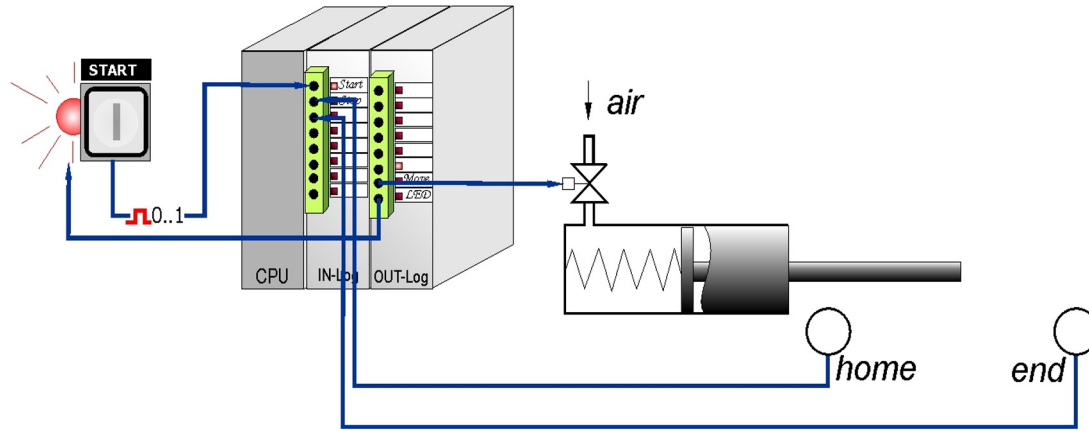 START
0..1
Start
Stop
Move
LED
CPU
IN-Log
OUT-Log
air
home
end